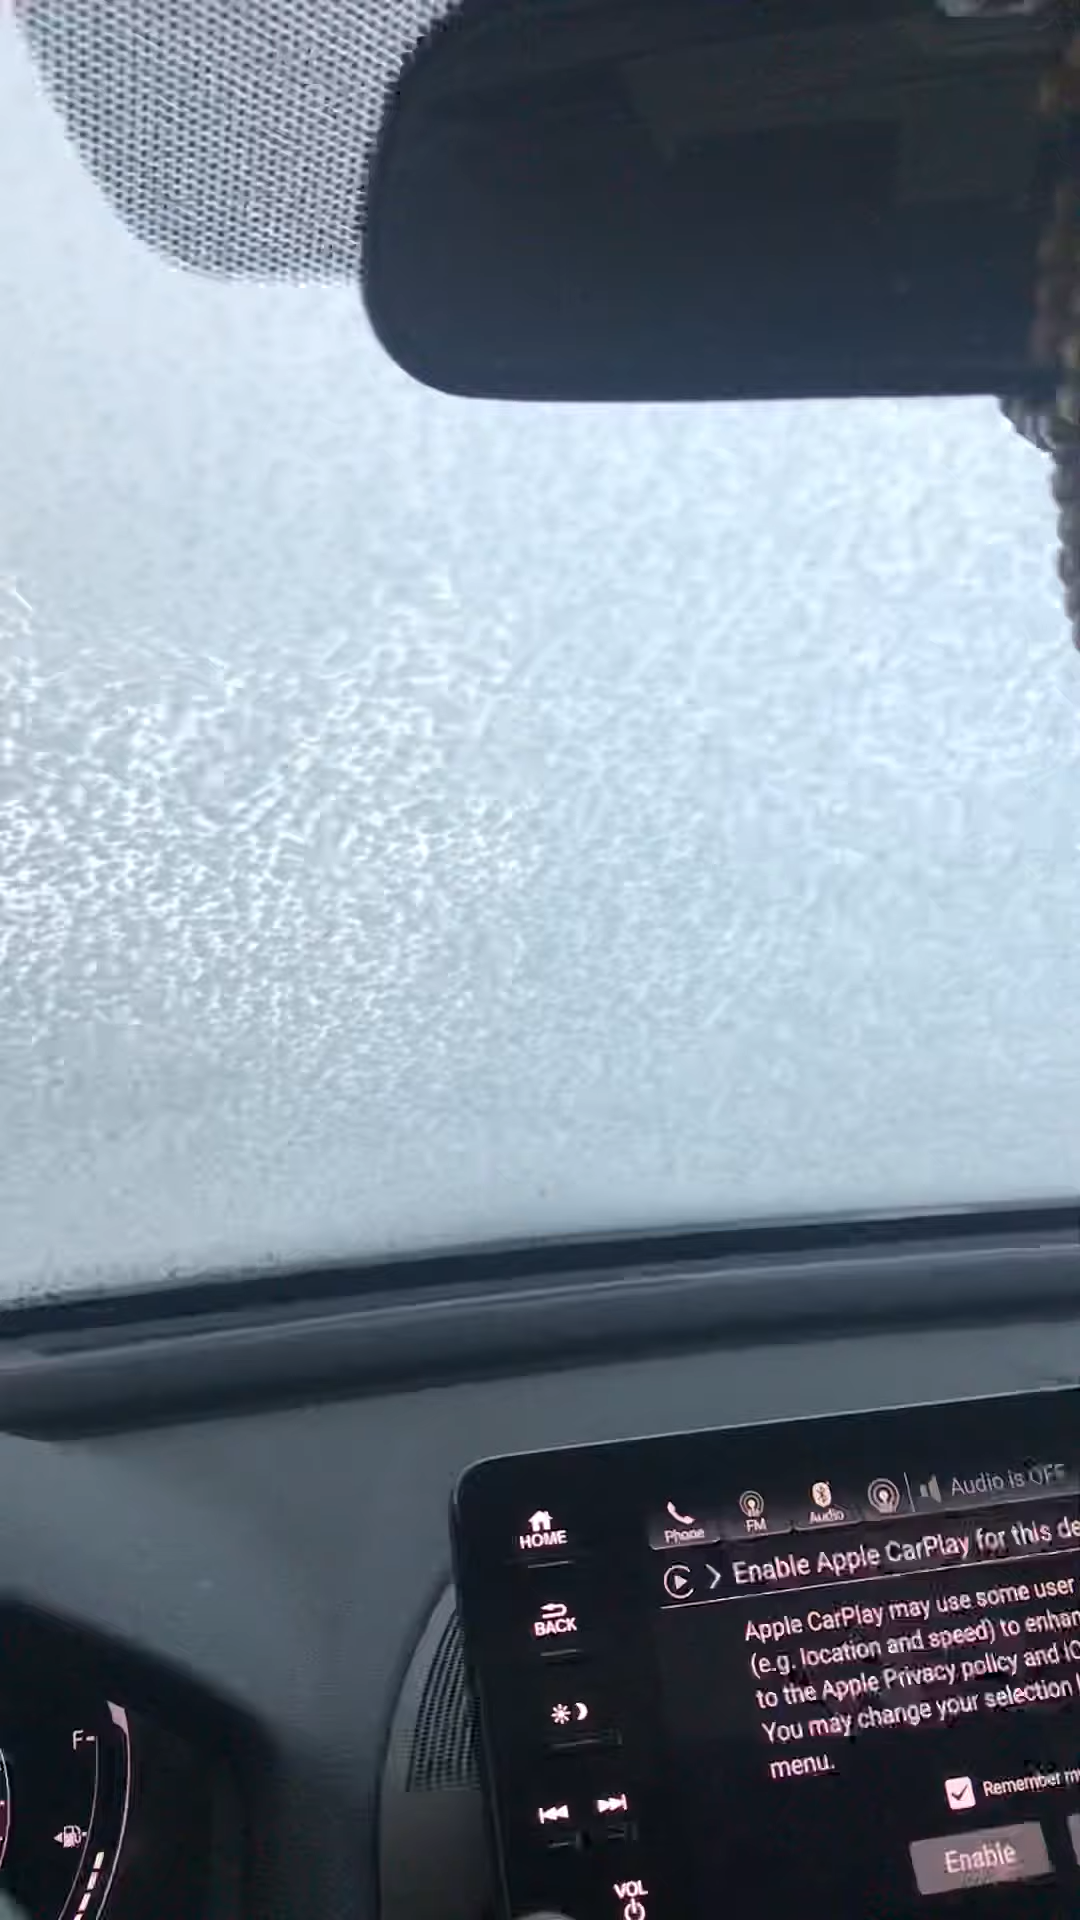 Audio is OFF
HOME
Phone
FM
Audio
Enable Apple CarPlay for this
BACK
Apple CarPlay may use some user
(e.g. location and speed) to
to the Apple Privacy policy and
You may change your selection
menu.
Remember
Enable
VOL
F